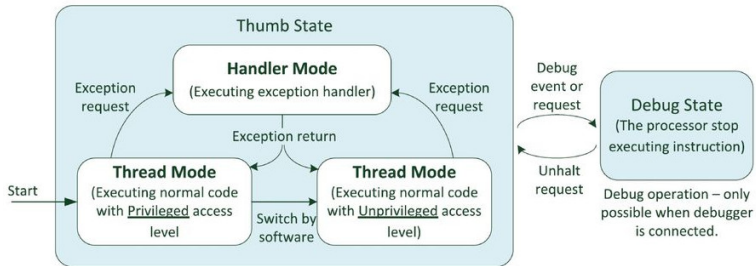 Thumb State
Handler Mode
(Executing exception handler)
Exception
request
Exception
request
Exception return
Start
Thread Mode
(Executing normal code
with Privileged access
level
Switch by
software
Thread Mode
(Executing normal code
with Unprivileged access
level)
Debug
event or
request
Unhalt
request
Debug State
(The processor stop
executing instruction)
Debug operation – only
possible when debugger
is connected.